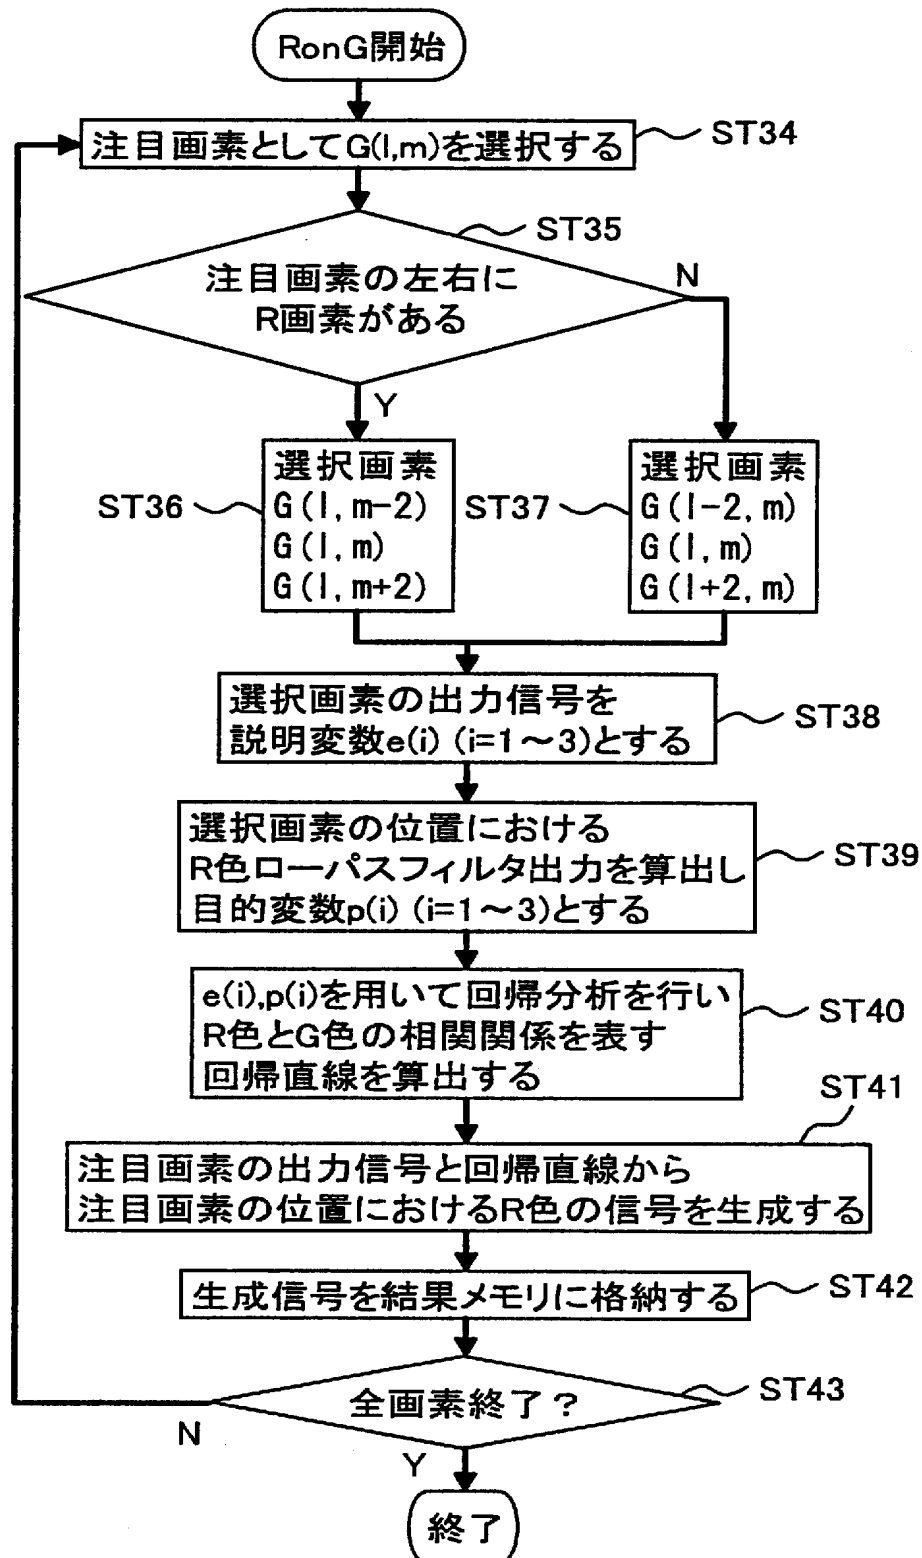 RonG開始
注目画素としてG(l,m)を選択する
ST34
ST35
注目画素の左右に
R画素がある
N
Y
選択画素
G(l,m-2)
G(l,m)
G(l,m+2)
ST36
選択画素
G(l-2,m)
G(l,m)
G(l+2,m)
ST37
選択画素の出力信号を
説明変数e(i) (i=1～3)とする
ST38
選択画素の位置における
R色ローパスフィルタ出力を算出し
目的変数p(i) (i=1～3)とする
ST39
e(i),p(i)を用いて回帰分析を行い
R色とG色の相関関係を表す
回帰直線を算出する
ST40
ST41
注目画素の出力信号と回帰直線から
注目画素の位置におけるR色の信号を生成する
生成信号を結果メモリに格納する
ST42
全画素終了？
ST43
N
Y
終了